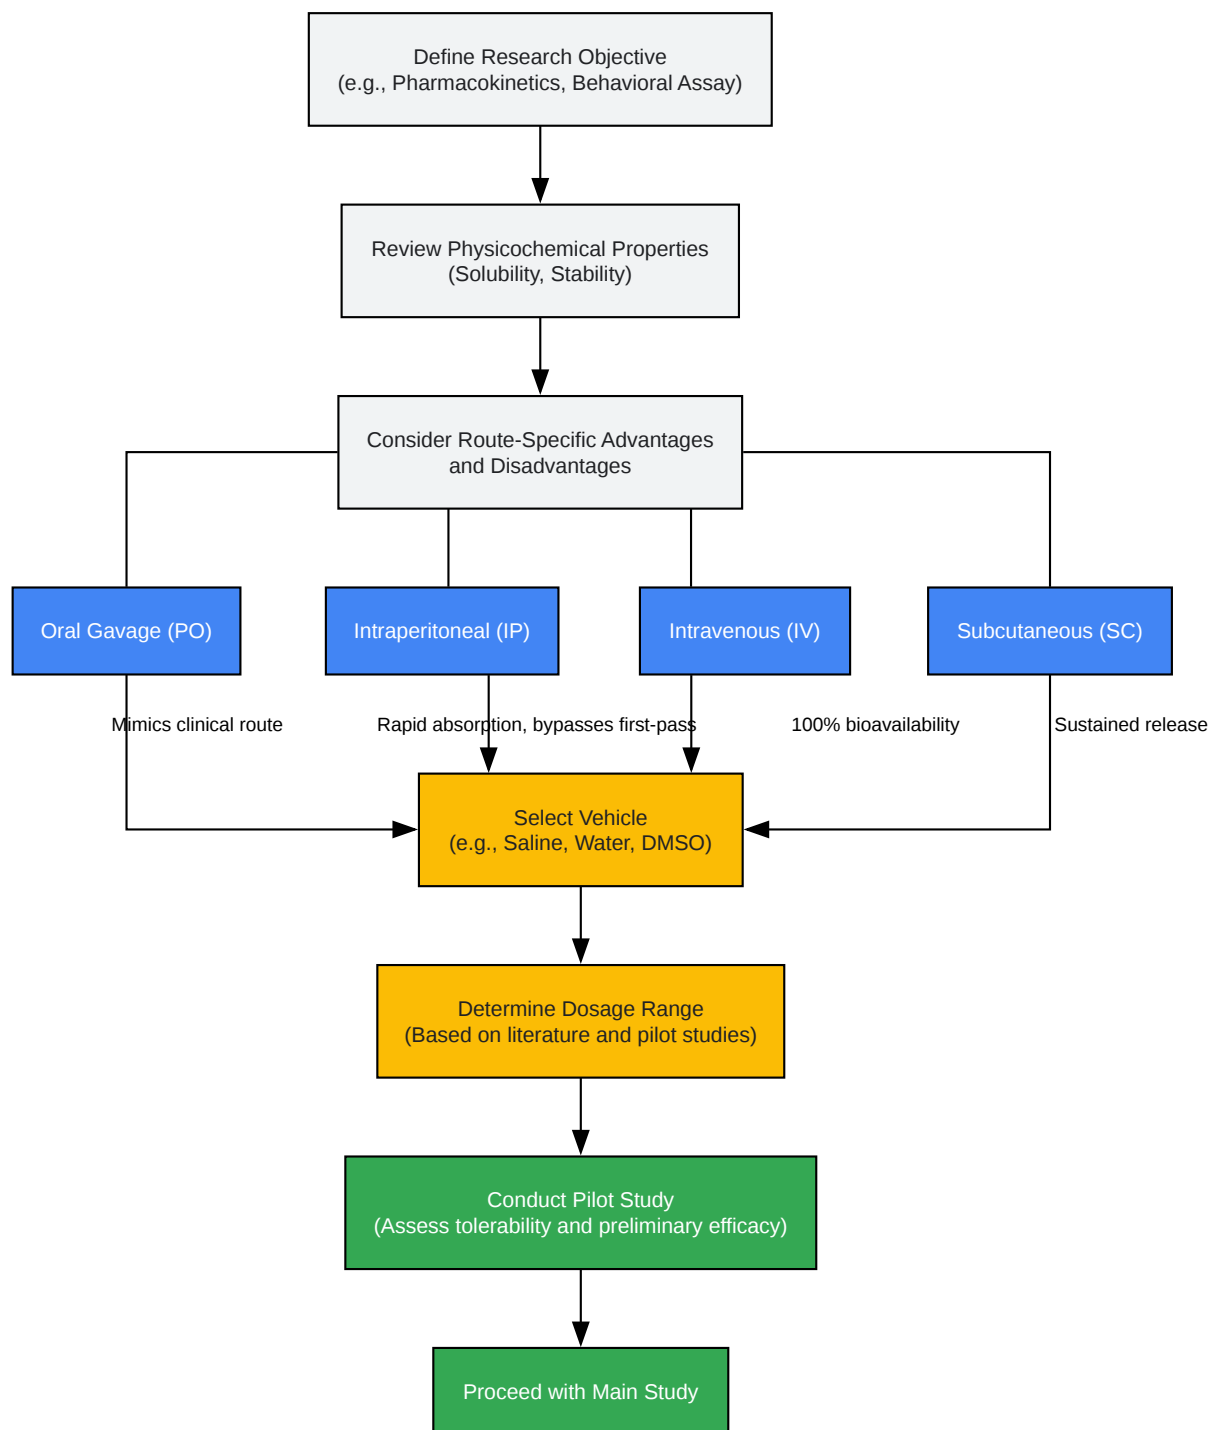 Define Research Objective
(e.g., Pharmacokinetics, Behavioral Assay)
Review Physicochemical Properties
(Solubility, Stability)
Consider Route-Specific Advantages
and Disadvantages
Oral Gavage (PO)
Intraperitoneal (IP)
Intravenous (IV)
Subcutaneous (SC)
Mimics clinical route
Rapid absorption, bypasses first-pass
100% bioavailability
Sustained release
Select Vehicle
(e.g., Saline, Water, DMSO)
Determine Dosage Range
(Based on literature and pilot studies)
Conduct Pilot Study
(Assess tolerability and preliminary efficacy)
Proceed with Main Study